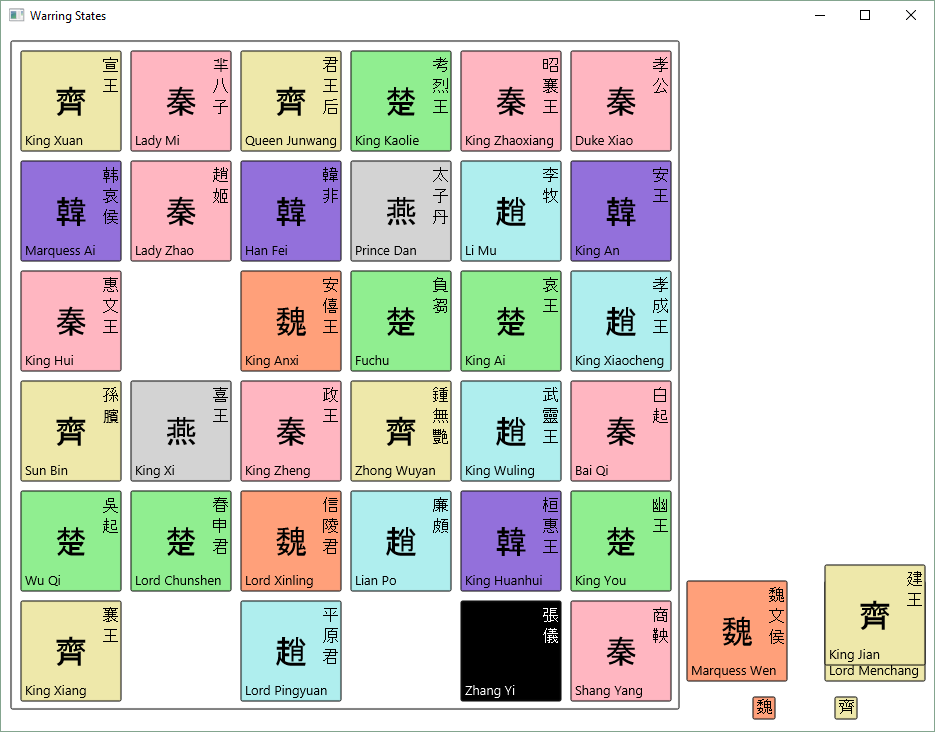 Warring States
宣王
齊
King Xuan
羋八子
秦
Lady Mi
君王后
齊
Queen Junwang
考烈王
楚
King Kaolie
昭襄王
秦
King Zhaoxiang
孝公
秦
Duke Xiao
韩哀侯
韓
Marquess Ai
趙姬
秦
Lady Zhao
韓非
韓
Han Fei
太子丹
燕
Prince Dan
李牧
趙
Li Mu
安王
韓
King An
惠文王
秦
King Hui
安僖王
魏
King Anxi
負芻
楚
Fuchu
哀王
楚
King Ai
孝成王
趙
King Xiaocheng
孫臏
齊
Sun Bin
喜王
燕
King Xi
政王
秦
King Zheng
鍾無艷
齊
Zhong Wuyan
武靈王
趙
King Wuling
白起
秦
Bai Qi
吳起
楚
Wu Qi
春申君
楚
Lord Chunshen
信陵君
魏
Lord Xinling
廉頗
趙
Lian Po
桓惠王
韓
King Huanhui
幽王
楚
King You
襄王
齊
King Xiang
平原君
趙
Lord Pingyuan
張儀
Zhang Yi
商鞅
秦
Shang Yang
魏文侯
魏
Marquess Wen
魏
建王
齊
King Jian
Lord Menchang
齊